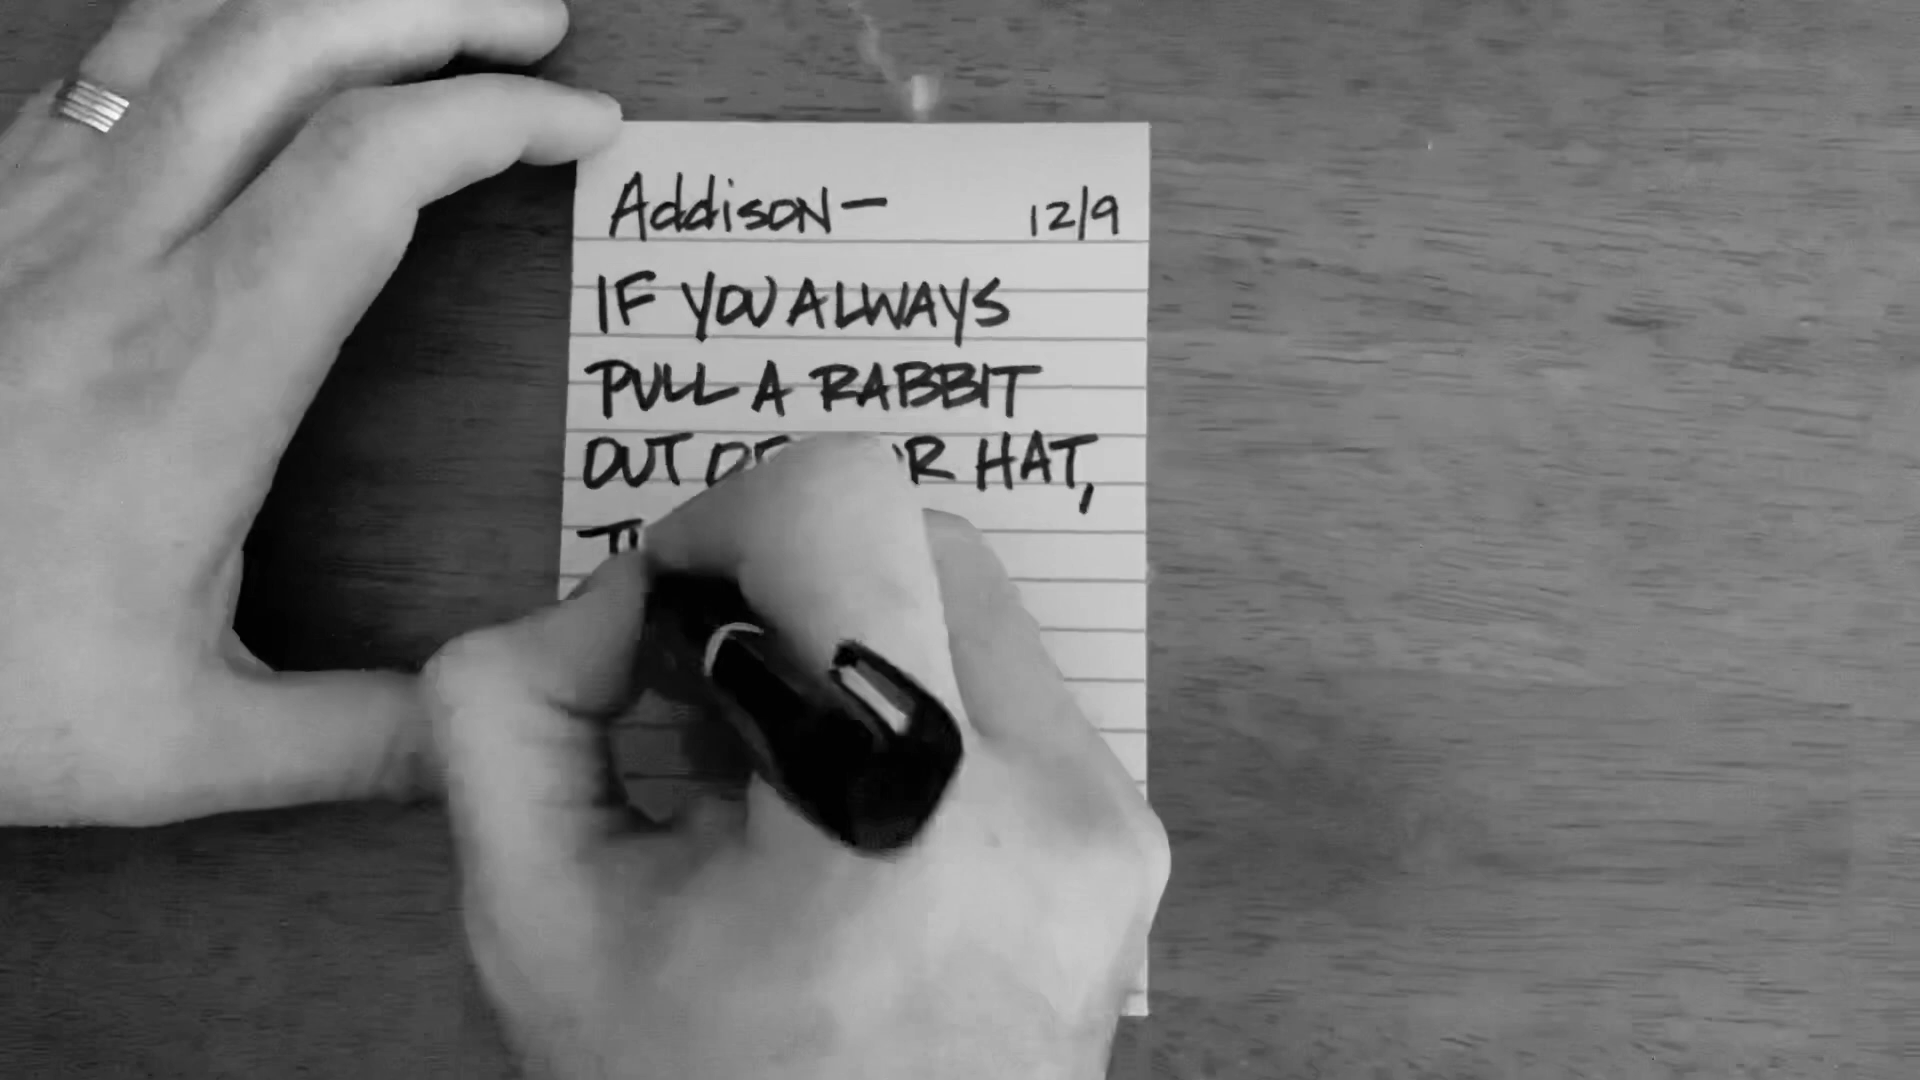 Addison— 12/9
IF YOU ALWAYS
PULL A RABBIT
OUT HAT,